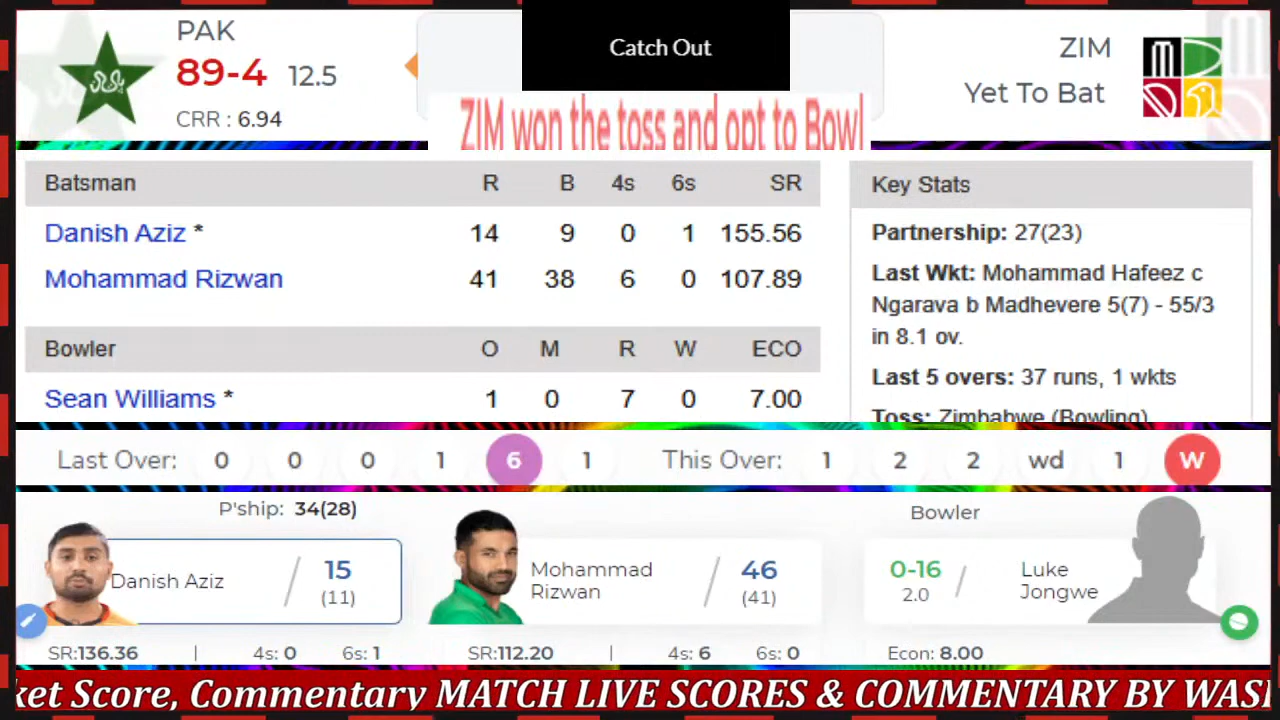 PAK
89-4 12.5
CRR : 6.94
Catch Out
ZIM won the toss and opt to Bowl
ZIM
Yet To Bat
Batsman R B 4s 6s SR
Danish Aziz * 14 9 0 1 155.56
Mohammad Rizwan 41 38 6 0 107.89
Bowler O M R W ECO
Sean Williams * 1 0 7 0 7.00
Key Stats
Partnership: 27(23)
Last Wkt: Mohammad Hafeez c
Ngarava b Madhevere 5(7) - 55/3
in 8.1 ov.
Last 5 overs: 37 runs, 1 wkts
Toss: Zimbabwe (Bowling)
Last Over: 0 0 0 1 6 1 This Over: 1 2 2 wd 1 W
P'ship: 34(28)
Danish Aziz / 15
(11)
SR:136.36 | 4s: 0 6s: 1
Mohammad
Rizwan / 46
(41)
SR:112.20 | 4s: 6 6s: 0
Bowler
0-16
2.0 / Luke
Jongwe
Econ: 8.00
ket Score, Commentary MATCH LIVE SCORES & COMMENTARY BY WAS